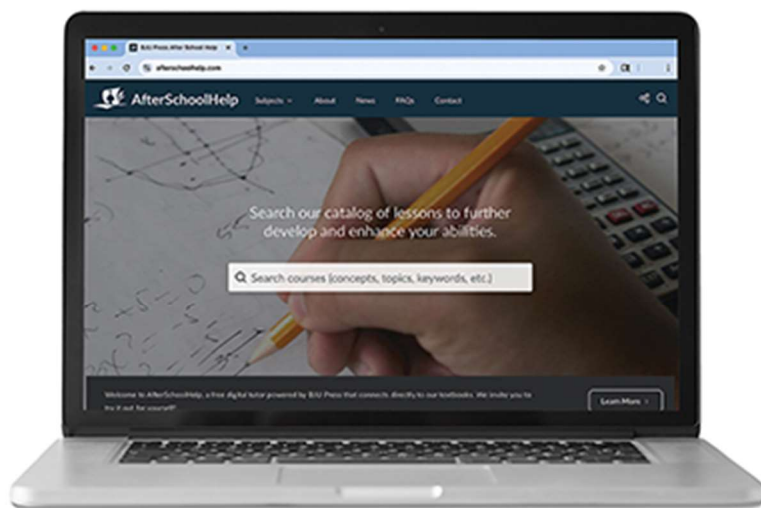 BJU Press After School Help
afterschoolhelp.com
AfterSchoolHelp Subjects About News FAQs Contact
Search our catalog of lessons to further
develop and enhance your abilities.
Search courses (concepts, topics, keywords, etc.)
Welcome to AfterSchoolHelp, a free digital tutor powered by BJU Press that connects directly to our textbooks. We invite you to
try it out for yourself!
Learn More